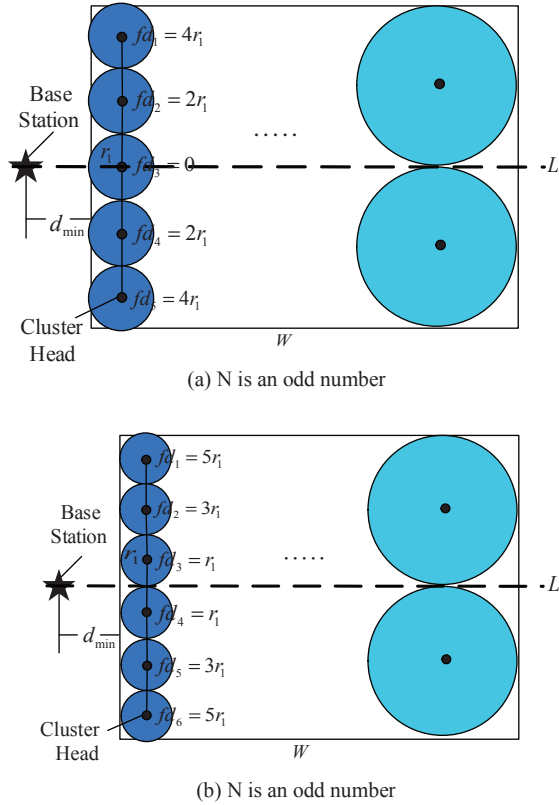 fd₁ = 4r₁
Base
Station
fd₂ = 2r₁
.....
r₁
fd₃ = 0
L
d_min
fd₄ = 2r₁
fd₅ = 4r₁
Cluster
Head
W
(a) N is an odd number
fd₁ = 5r₁
Base
Station
fd₂ = 3r₁
r₁
fd₃ = r₁
.....
L
fd₄ = r₁
d_min
fd₅ = 3r₁
Cluster
Head
fd₆ = 5r₁
W
(b) N is an odd number